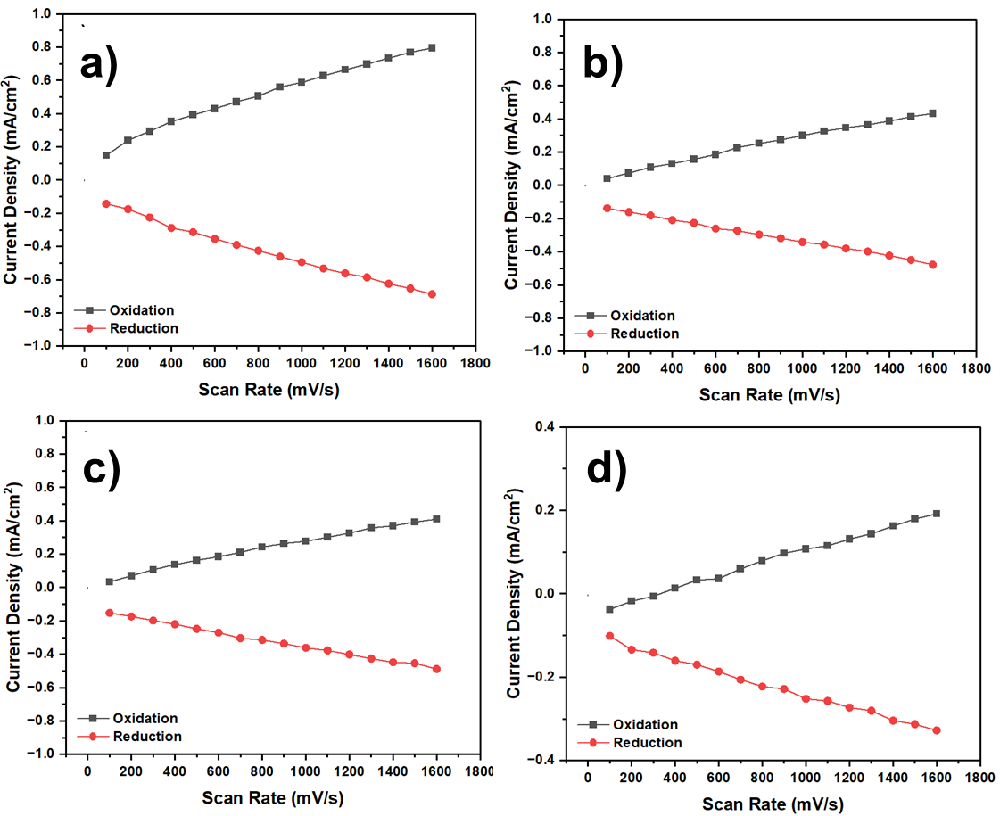 a)
1.0
0.8
0.6
0.4
0.2
0.0
−0.2
−0.4
−0.6
−0.8
−1.0
Current Density (mA/cm²)
Oxidation
Reduction
0 200 400 600 800 1000 1200 1400 1600 1800
Scan Rate (mV/s)
b)
1.0
0.8
0.6
0.4
0.2
0.0
−0.2
−0.4
−0.6
−0.8
−1.0
Current Density (mA/cm²)
Oxidation
Reduction
0 200 400 600 800 1000 1200 1400 1600 1800
Scan Rate (mV/s)
c)
1.0
0.8
0.6
0.4
0.2
0.0
−0.2
−0.4
−0.6
−0.8
−1.0
Current Density (mA/cm²)
Oxidation
Reduction
0 200 400 600 800 1000 1200 1400 1600 1800
Scan Rate (mV/s)
d)
0.4
0.2
0.0
−0.2
−0.4
Current Density (mA/cm²)
Oxidation
Reduction
0 200 400 600 800 1000 1200 1400 1600 1800
Scan Rate (mV/s)